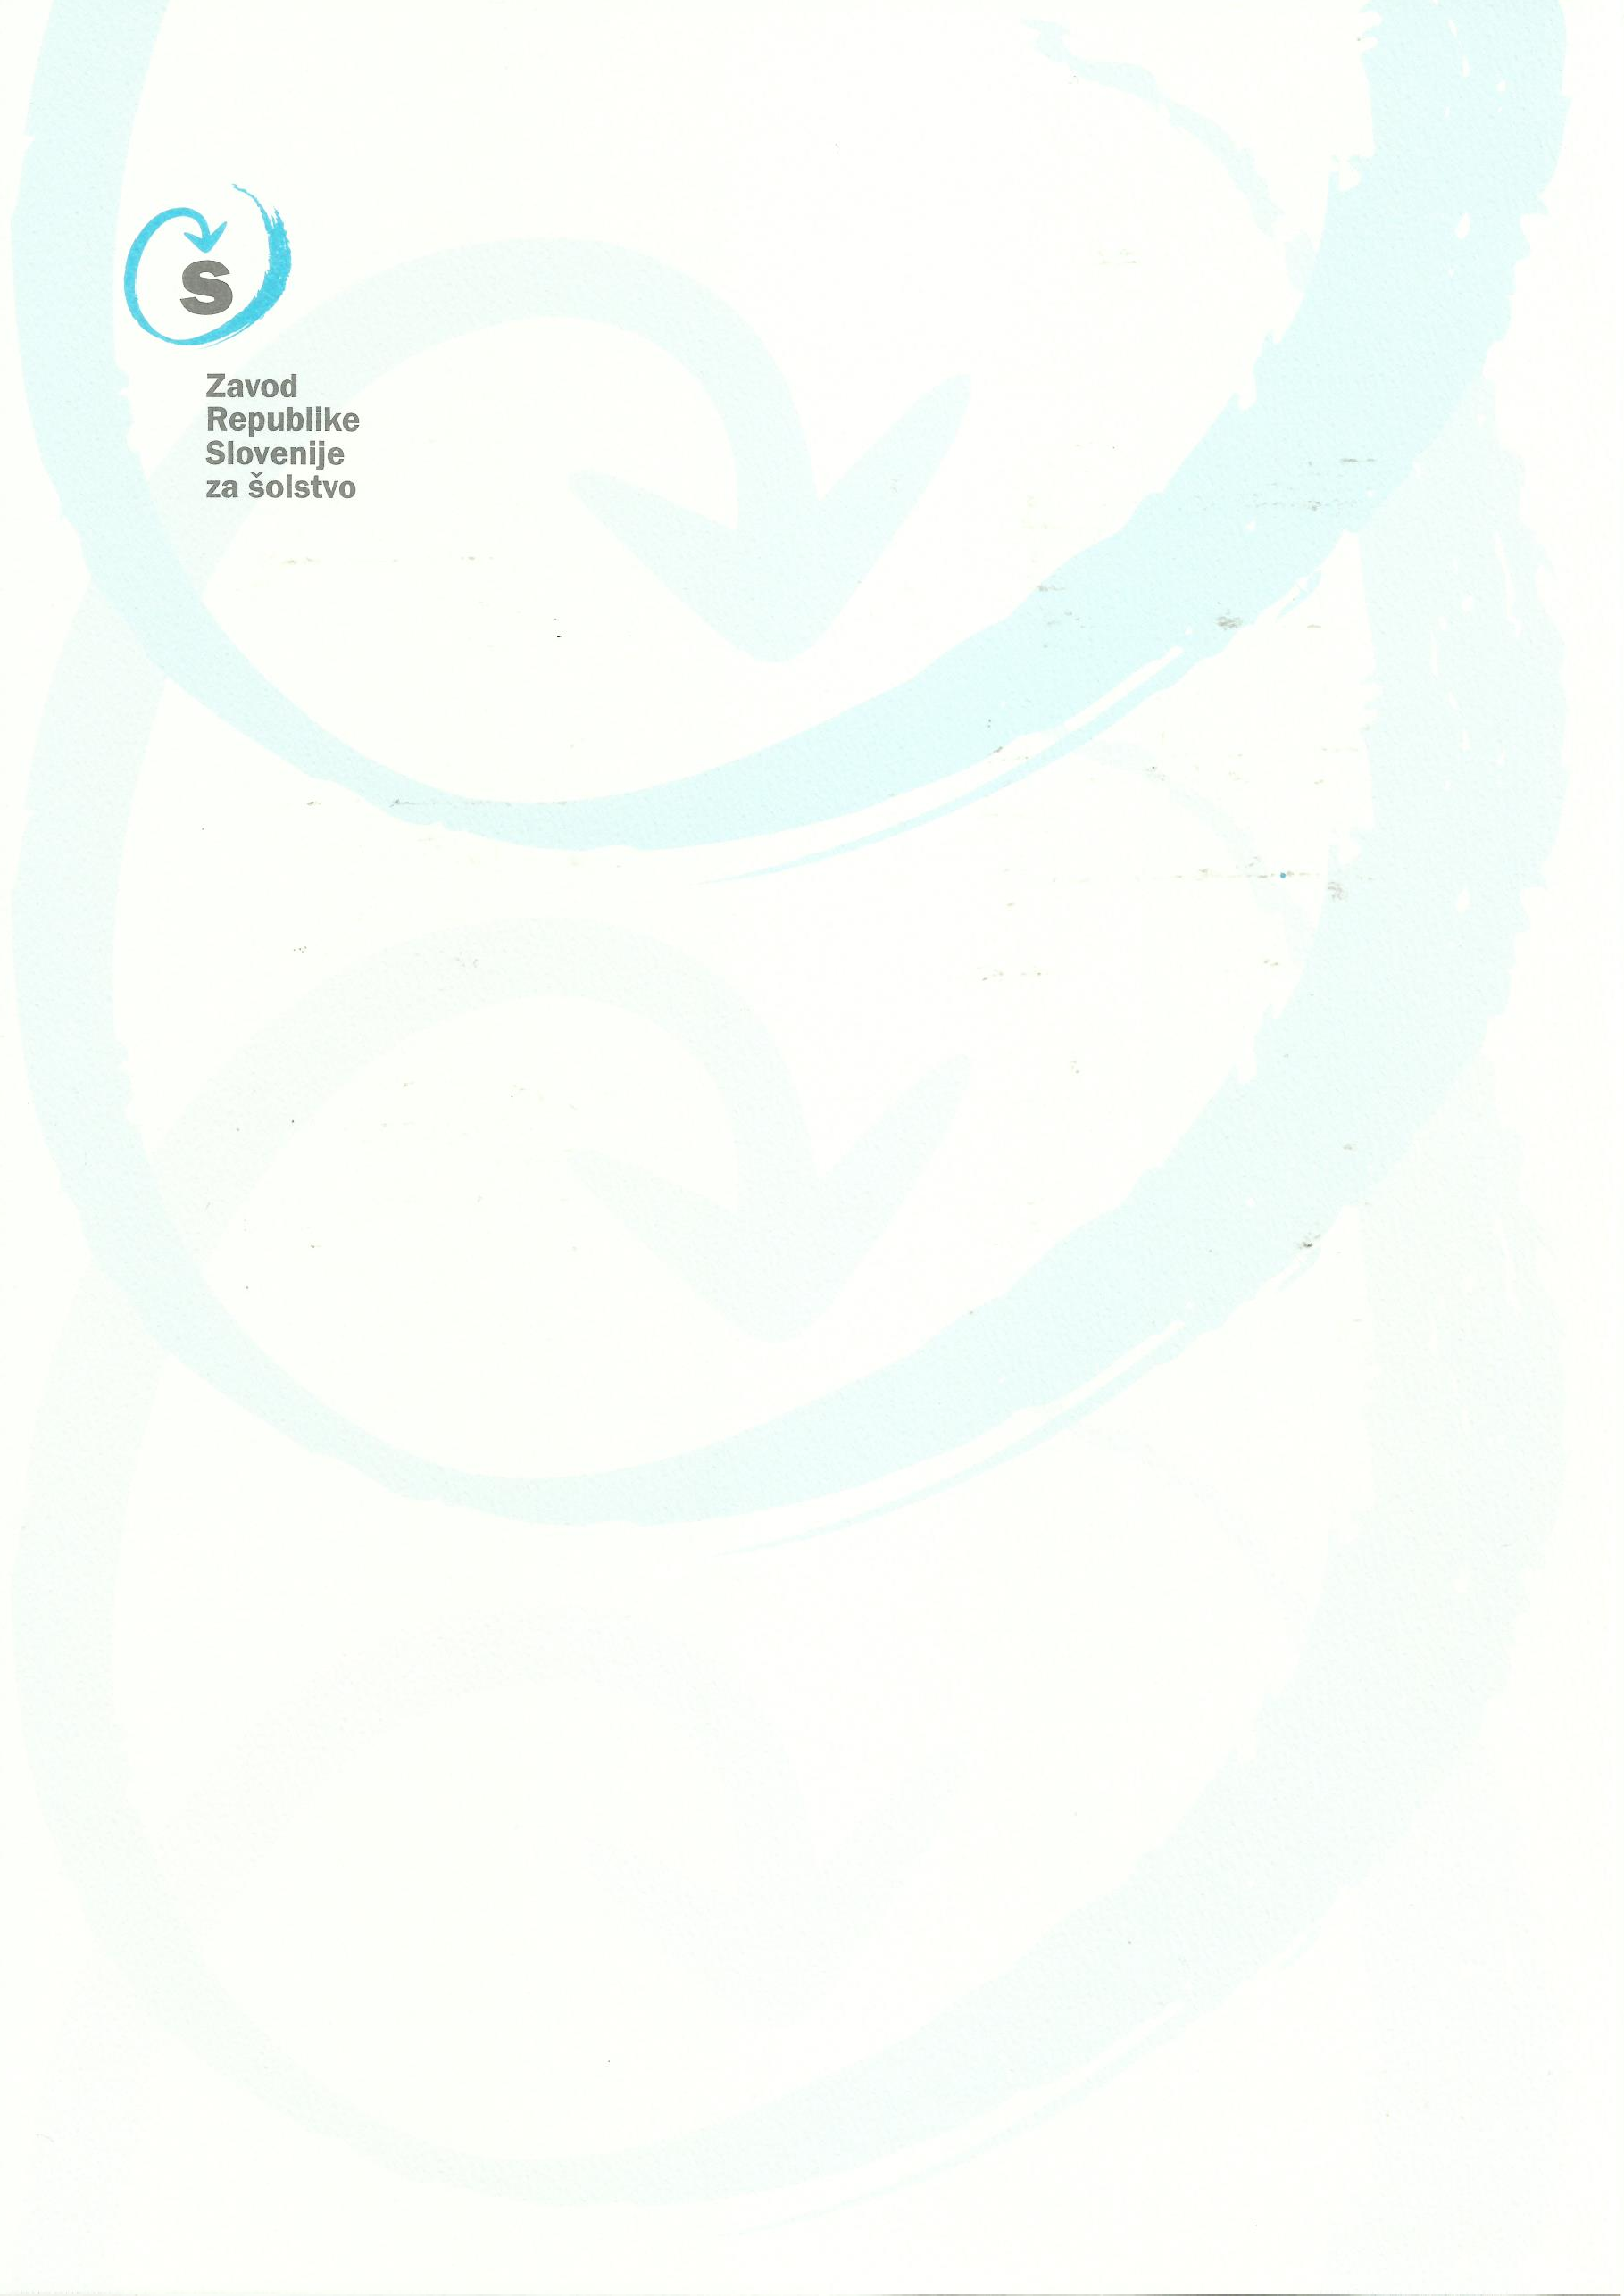 s
Zavod
Republike
Slovenije
za šolstvo